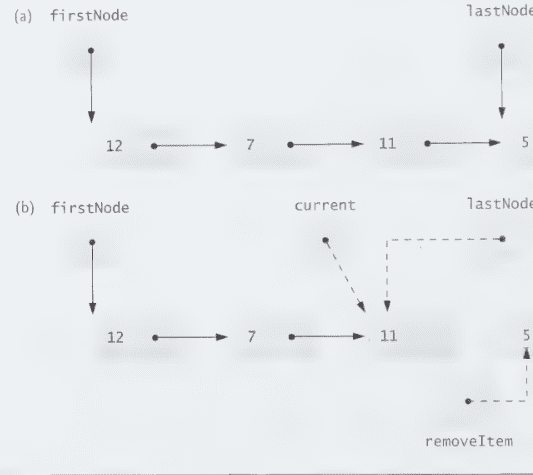 (a) firstNode lastNode
12 7 11 5
(b) firstNode current lastNode
12 7 11 5
removeItem